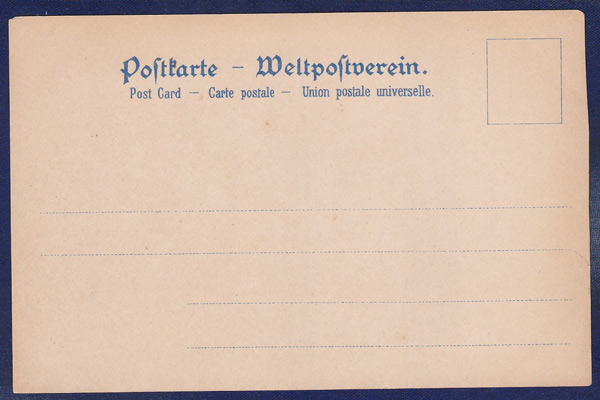 Poſtkarte – Weltpoſtverein.
Post Card – Carte postale – Union postale universelle.